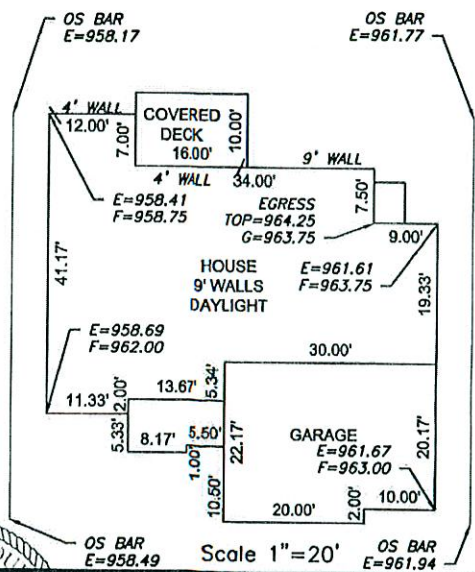 OS BAR
E=958.17
OS BAR
E=961.77
4' WALL
12.00'
7.00'
COVERED
DECK
16.00'
10.00'
4' WALL
34.00'
9' WALL
7.50'
E=958.41
F=958.75
EGRESS
TOP=964.25
G=963.75
9.00'
41.17'
HOUSE
9' WALLS
DAYLIGHT
E=961.61
F=963.75
19.33'
E=958.69
F=962.00
30.00'
11.33'
2.00'
13.67'
5.34'
5.33'
8.17'
5.50'
1.00'
22.17'
GARAGE
E=961.67
F=963.00
20.17'
10.50'
20.00'
2.00'
10.00'
OS BAR
E=958.49
Scale 1"=20'
OS BAR
E=961.94